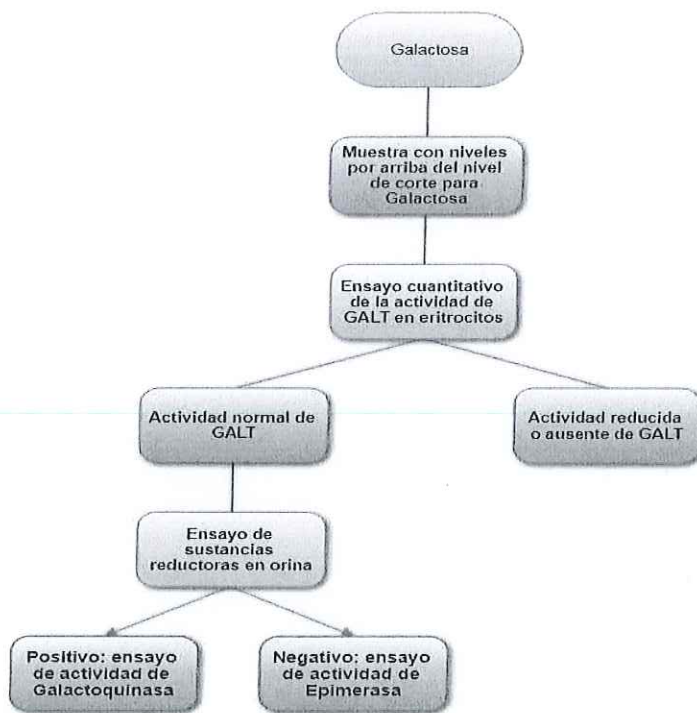 Galactosa
Muestra con niveles
por arriba del nivel
de corte para
Galactosa
Ensayo cuantitativo
de la actividad de
GALT en eritrocitos
Actividad normal de
GALT
Actividad reducida
o ausente de GALT
Ensayo de
sustancias
reductoras en orina
Positivo: ensayo
de actividad de
Galactoquinasa
Negativo: ensayo
de actividad de
Epimerasa